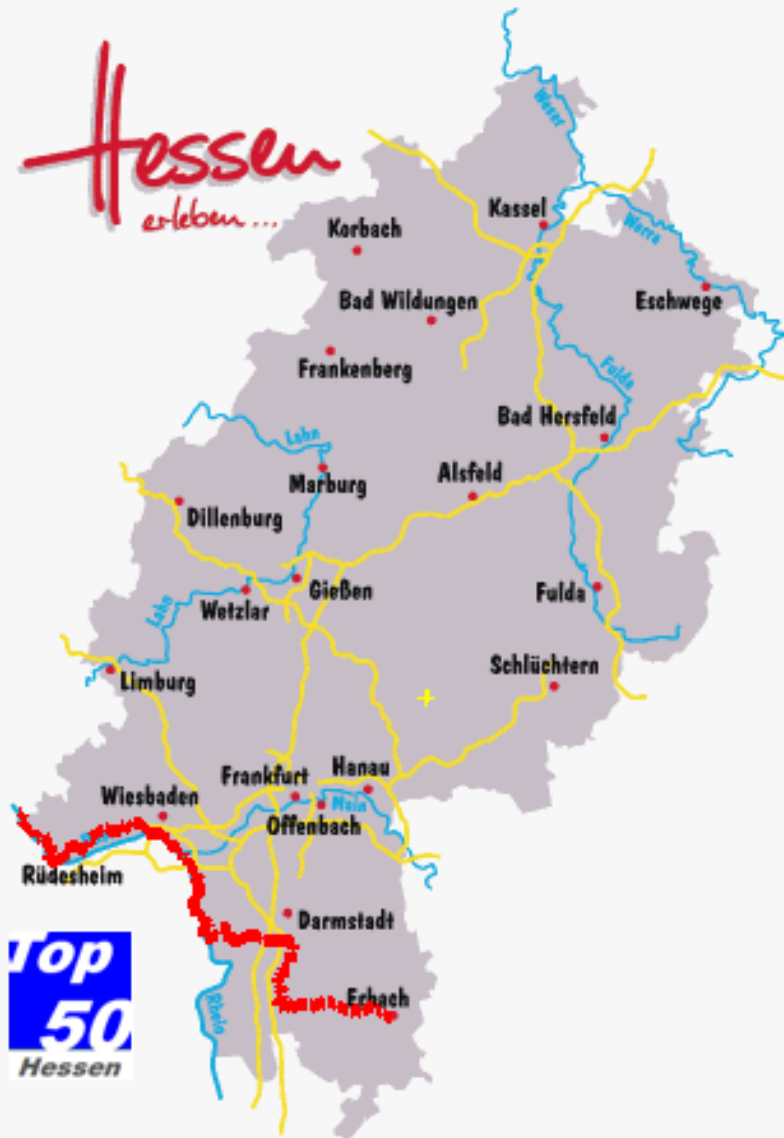 Hessen
erleben...
Weser
Kassel
Werra
Korbach
Eschwege
Bad Wildungen
Frankenberg
Fulda
Bad Hersfeld
Lahn
Marburg
Alsfeld
Dillenburg
Gießen
Fulda
Wetzlar
Lahn
Schlüchtern
Limburg
Frankfurt
Hanau
Wiesbaden
Main
Offenbach
Rüdesheim
Darmstadt
Erbach
Rhein
Top
50
Hessen